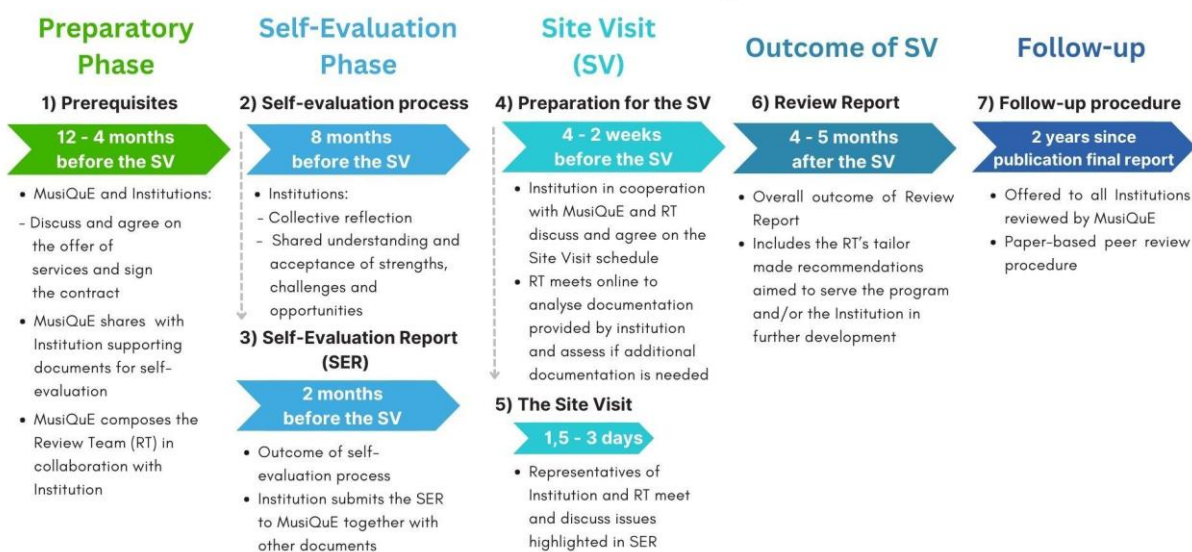 Preparatory
Phase
1) Prerequisites
12 - 4 months
before the SV
• MusiQuE and Institutions:
- Discuss and agree on
the offer of
services and sign
the contract
• MusiQuE shares with
Institution supporting
documents for self-
evaluation
• MusiQuE composes the
Review Team (RT) in
collaboration with
Institution
Self-Evaluation
Phase
2) Self-evaluation process
8 months
before the SV
• Institutions:
- Collective reflection
- Shared understanding and
acceptance of strengths,
challenges and
opportunities
3) Self-Evaluation Report
(SER)
2 months
before the SV
• Outcome of self-
evaluation process
• Institution submits the SER
to MusiQuE together with
other documents
Site Visit
(SV)
4) Preparation for the SV
4 - 2 weeks
before the SV
• Institution in cooperation
with MusiQuE and RT
discuss and agree on the
Site Visit schedule
• RT meets online to
analyse documentation
provided by institution
and assess if additional
documentation is needed
5) The Site Visit
1,5 - 3 days
• Representatives of
Institution and RT meet
and discuss issues
highlighted in SER
Outcome of SV
6) Review Report
4 - 5 months
after the SV
• Overall outcome of Review
Report
• Includes the RT's tailor
made recommendations
aimed to serve the program
and/or the Institution in
further development
Follow-up
7) Follow-up procedure
2 years since
publication final report
• Offered to all Institutions
reviewed by MusiQuE
• Paper-based peer review
procedure